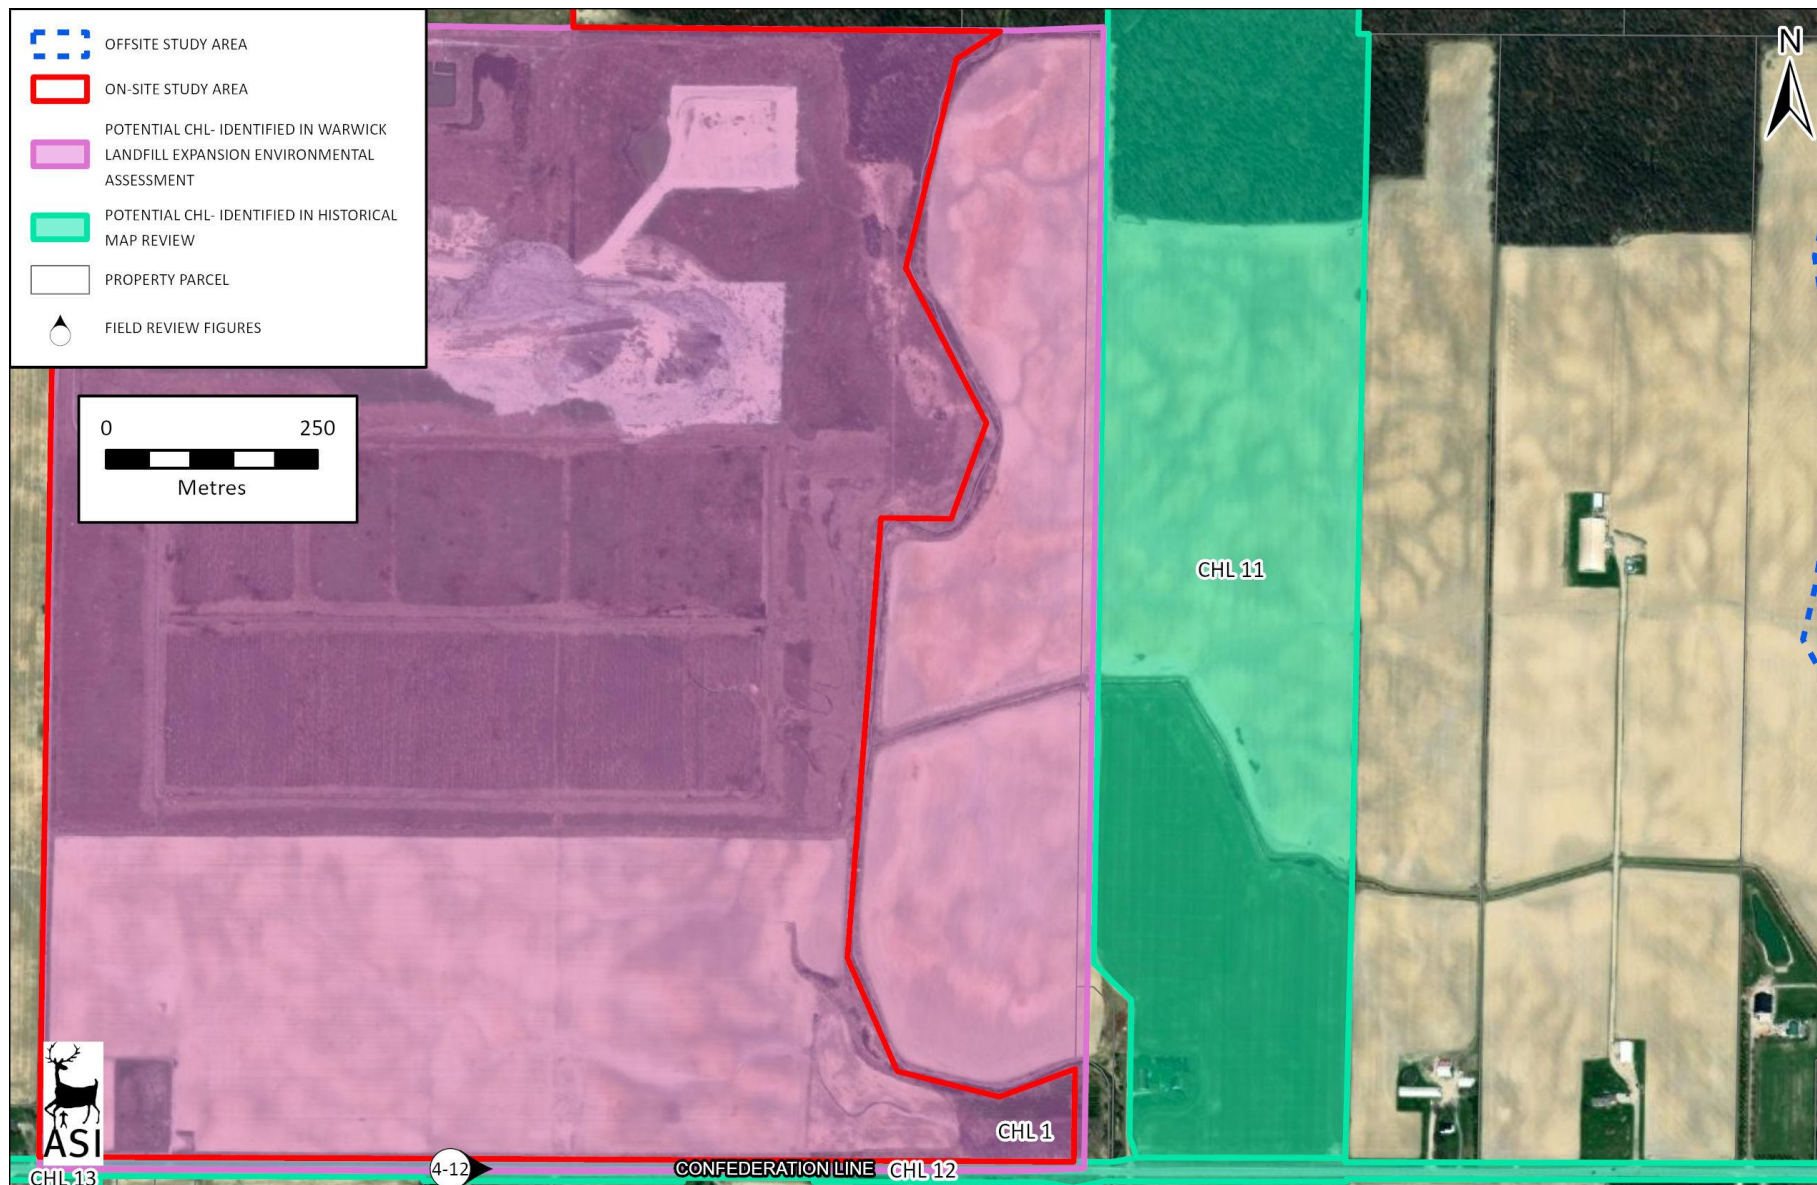 OFFSITE STUDY AREA
ON-SITE STUDY AREA
POTENTIAL CHL- IDENTIFIED IN WARWICK
LANDFILL EXPANSION ENVIRONMENTAL
ASSESSMENT
POTENTIAL CHL- IDENTIFIED IN HISTORICAL
MAP REVIEW
PROPERTY PARCEL
FIELD REVIEW FIGURES
N
0 250
Metres
CHL 11
CHL 1
ASI
CHL 13
4-12
CONFEDERATION LINE CHL 12